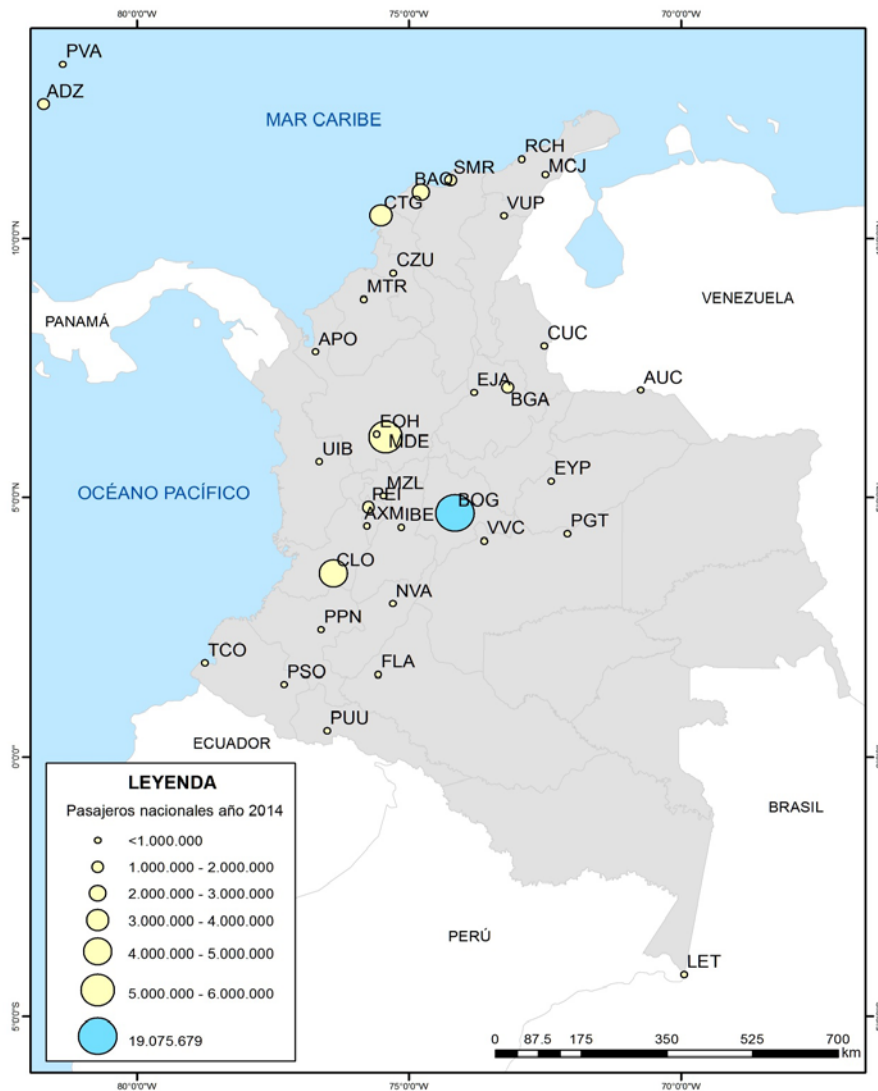 80°0'0"W 75°0'0"W 70°0'0"W
PVA
ADZ
MAR CARIBE
RCH
SMR
MCJ
BAQ
CTG
VUP
10°0'0"N
CZU
MTR
VENEZUELA
PANAMÁ
CUC
APO
AUC
EJA
BGA
EOH
MDE
UIB
EYP
MZL
OCÉANO PACÍFICO
5°0'0"N
PEI
BOG
AXM
IBE
PGT
VVC
CLO
NVA
PPN
TCO
FLA
PSO
PUU
ECUADOR
0°0'0"
LEYENDA
Pasajeros nacionales año 2014
<1.000.000
1.000.000 - 2.000.000
2.000.000 - 3.000.000
3.000.000 - 4.000.000
4.000.000 - 5.000.000
5.000.000 - 6.000.000
19.075.679
BRASIL
PERÚ
LET
5°0'0"S
0 87.5 175 350 525 700
km
80°0'0"W 75°0'0"W 70°0'0"W